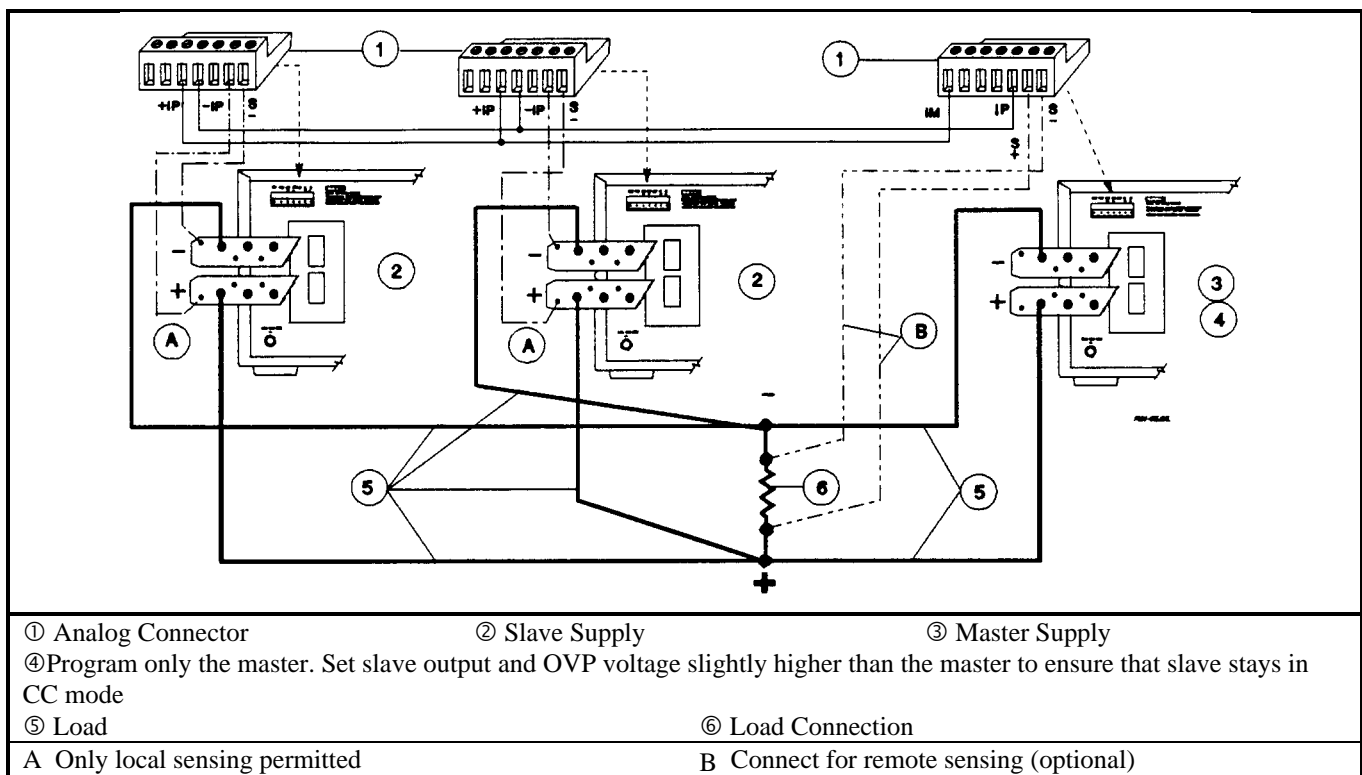 1
1
+IP
-IP
S
-
+IP
-IP
S
-
IM
↓P
S
-
S
+
-
+
2
-
+
2
-
+
3
4
A
A
B
-
5
6
5
+
① Analog Connector ② Slave Supply ③ Master Supply
④Program only the master. Set slave output and OVP voltage slightly higher than the master to ensure that slave stays in
CC mode
⑤ Load ⑥ Load Connection
A Only local sensing permitted B Connect for remote sensing (optional)